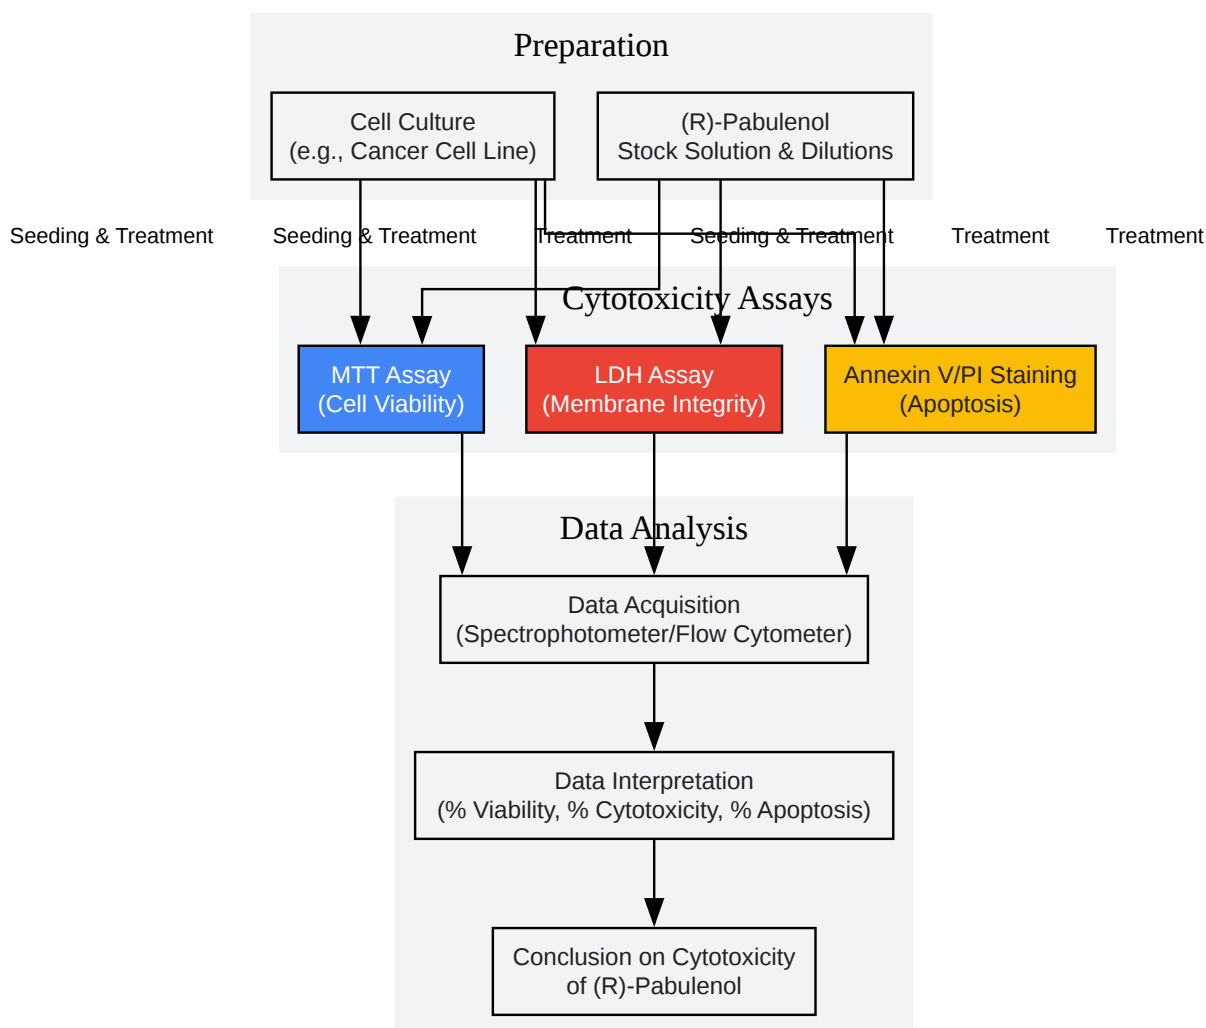 Preparation
Cell Culture
(e.g., Cancer Cell Line)
(R)-Pabulenol
Stock Solution & Dilutions
Seeding & Treatment
Seeding & Treatment
Treatment
Seeding & Treatment
Treatment
Treatment
Cytotoxicity Assays
MTT Assay
(Cell Viability)
LDH Assay
(Membrane Integrity)
Annexin V/PI Staining
(Apoptosis)
Data Analysis
Data Acquisition
(Spectrophotometer/Flow Cytometer)
Data Interpretation
(% Viability, % Cytotoxicity, % Apoptosis)
Conclusion on Cytotoxicity
of (R)-Pabulenol